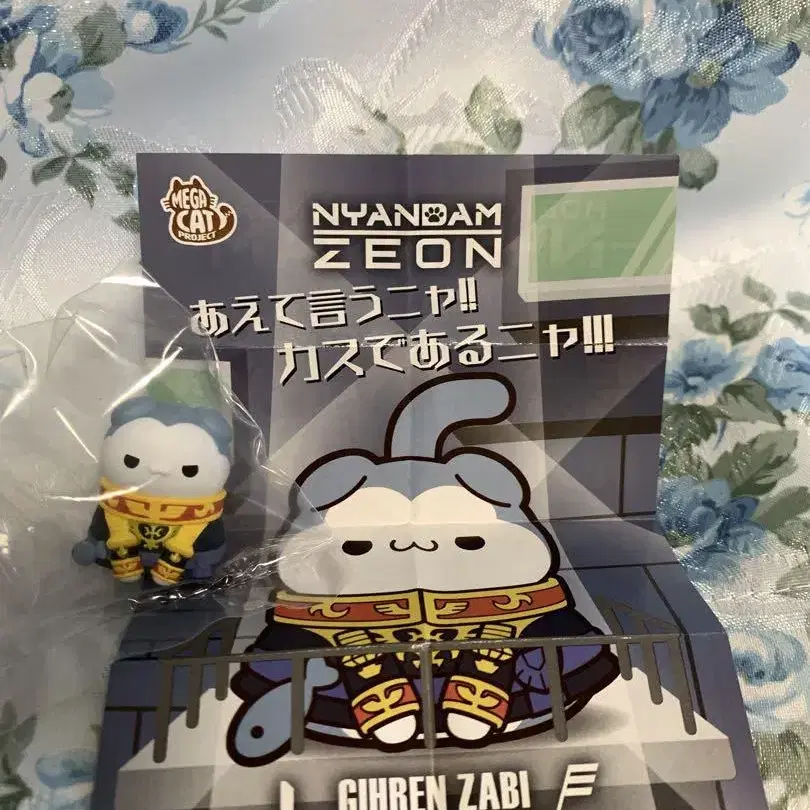 MEGA
CAT
PROJECT
NYANDAM
ZEON
あえて言うニャ!!
カスであるニャ!!!
GIHREN ZABI